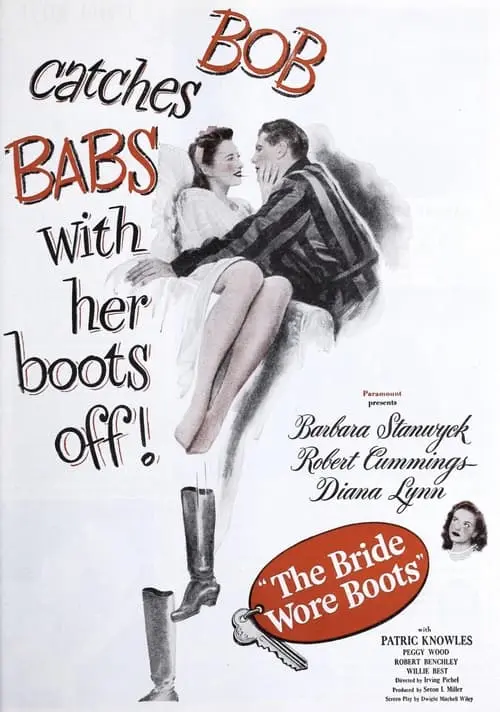 BOB
catches
BABS
with
her
boots
off!
Paramount
presents
Barbara Stanwyck
Robert Cummings
Diana Lynn
"The Bride
Wore Boots"
with
PATRIC KNOWLES
PEGGY WOOD
ROBERT BENCHLEY
WILLIE BEST
Directed by Irving Pichel
Produced by Seton I. Miller
Screen Play by Dwight Mitchell Wiley